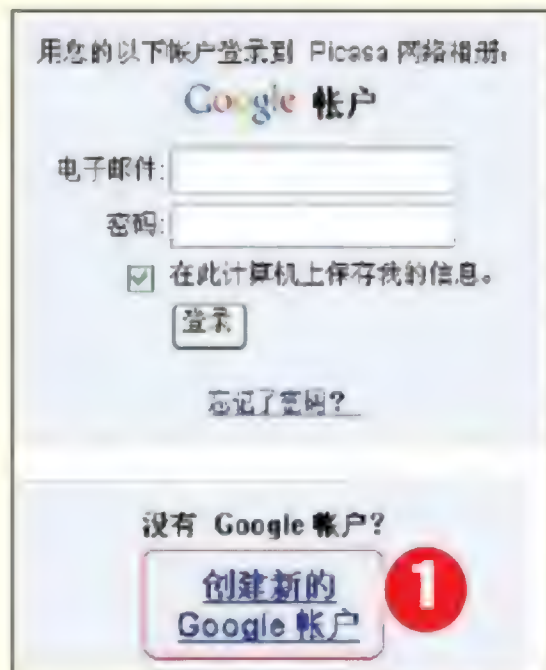 用您的以下帐户登录到 Picasa 网络相册:
Google 帐户
电子邮件:
密码:
在此计算机上保存我的信息。
登录
忘记了密码?
没有 Google 帐户?
创建新的
Google 帐户
1